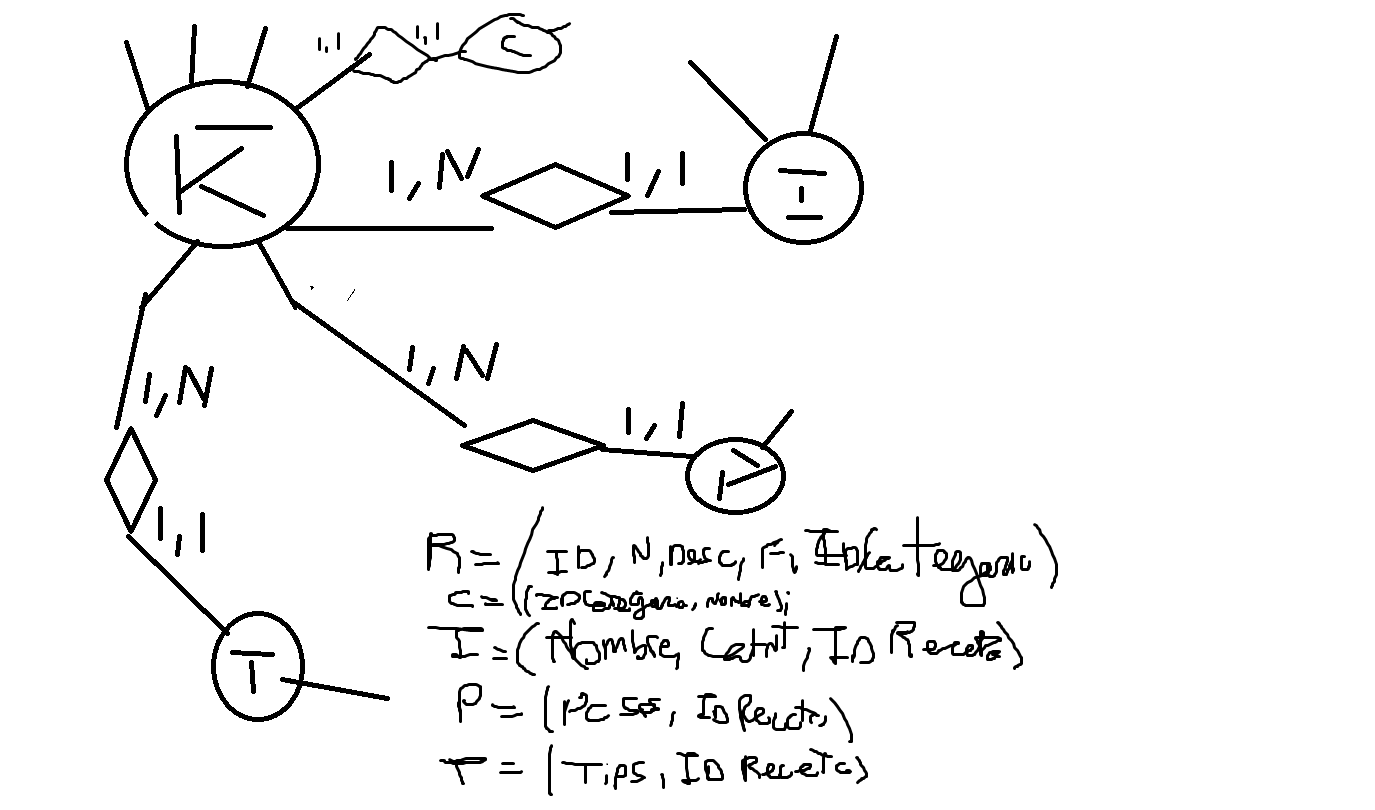 1,1 1,1 C
R 1,N 1,1 I
1,N 1,N
1,1 P
1,1
T
R = (ID, N, Desc, F, IDCategoria)
C = (IDCategoria, Nombre);
I = (Nombre, Cant, ID Receta)
P = (Pcss, ID Receta)
T = (Tips, ID Receta)